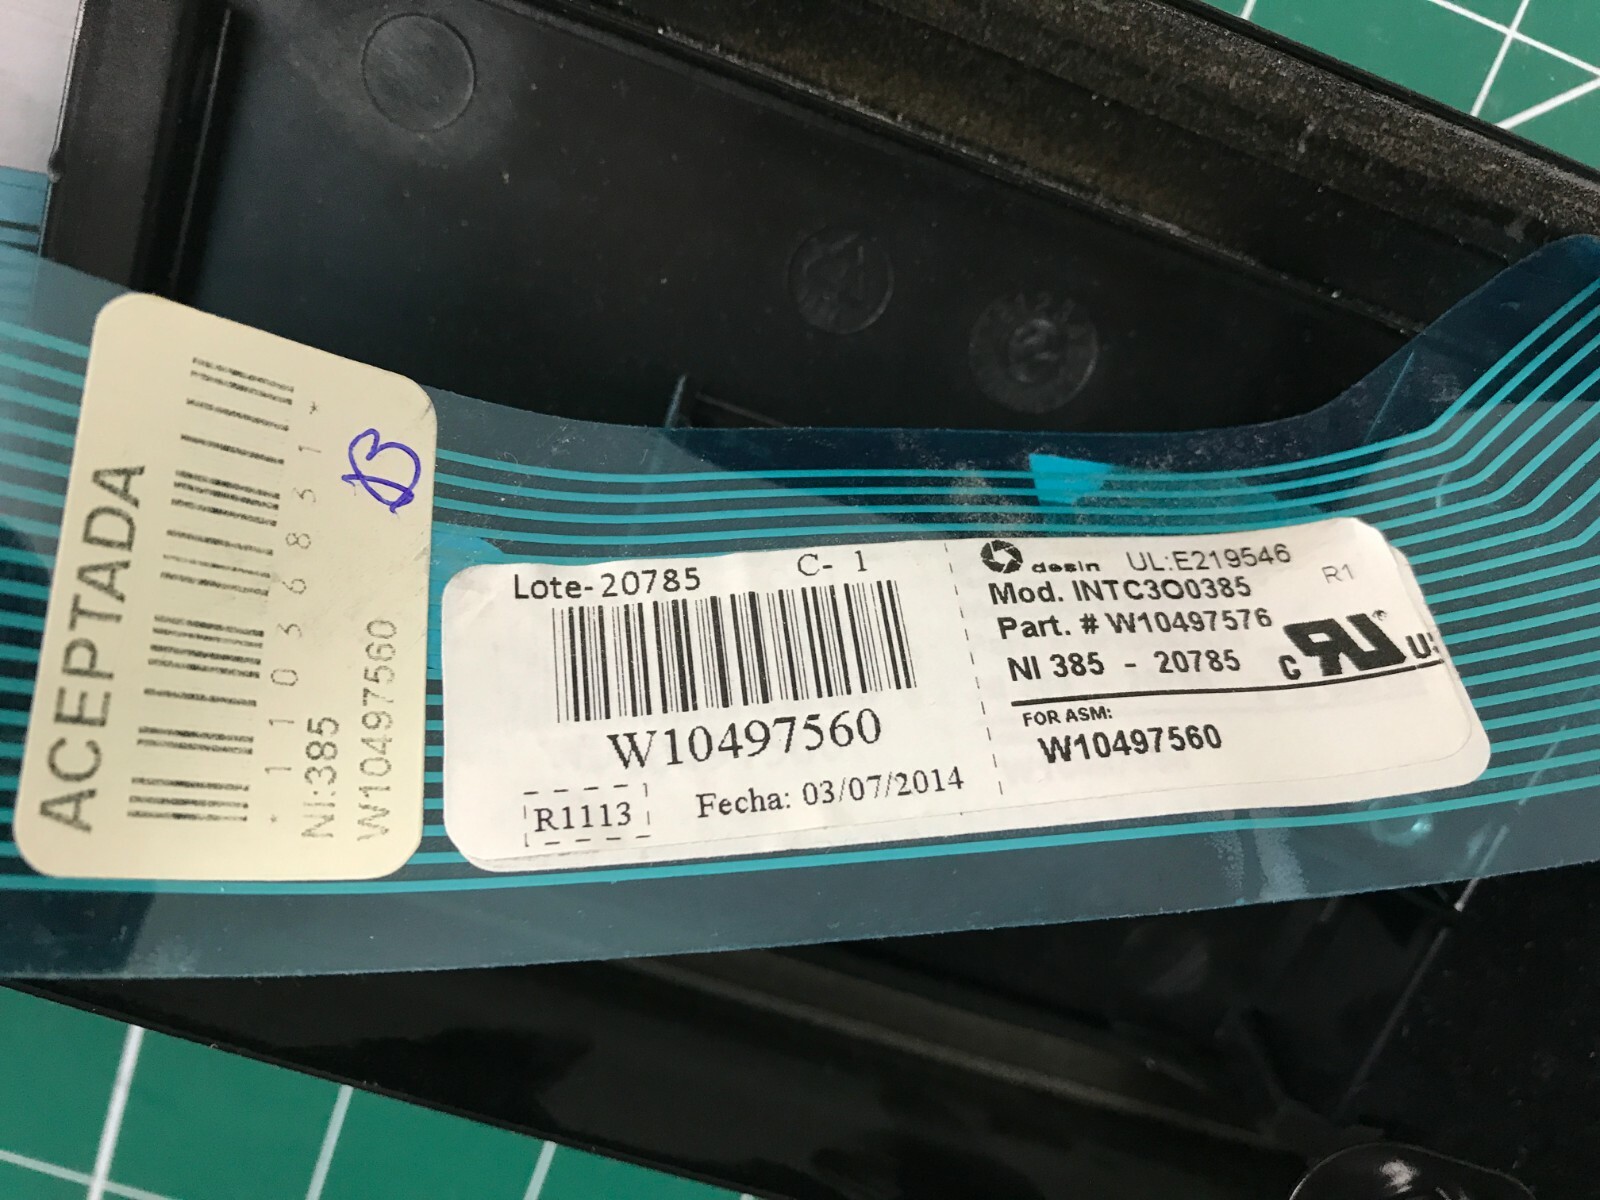 ACEPTADA
*11036831*
NI:385
W10497560
Lote-20785
C- 1
W10497560
R1113
Fecha: 03/07/2014
desin UL:E219546
Mod. INTC3O0385
R1
Part. # W10497576
NI 385 - 20785
FOR ASM:
W10497560